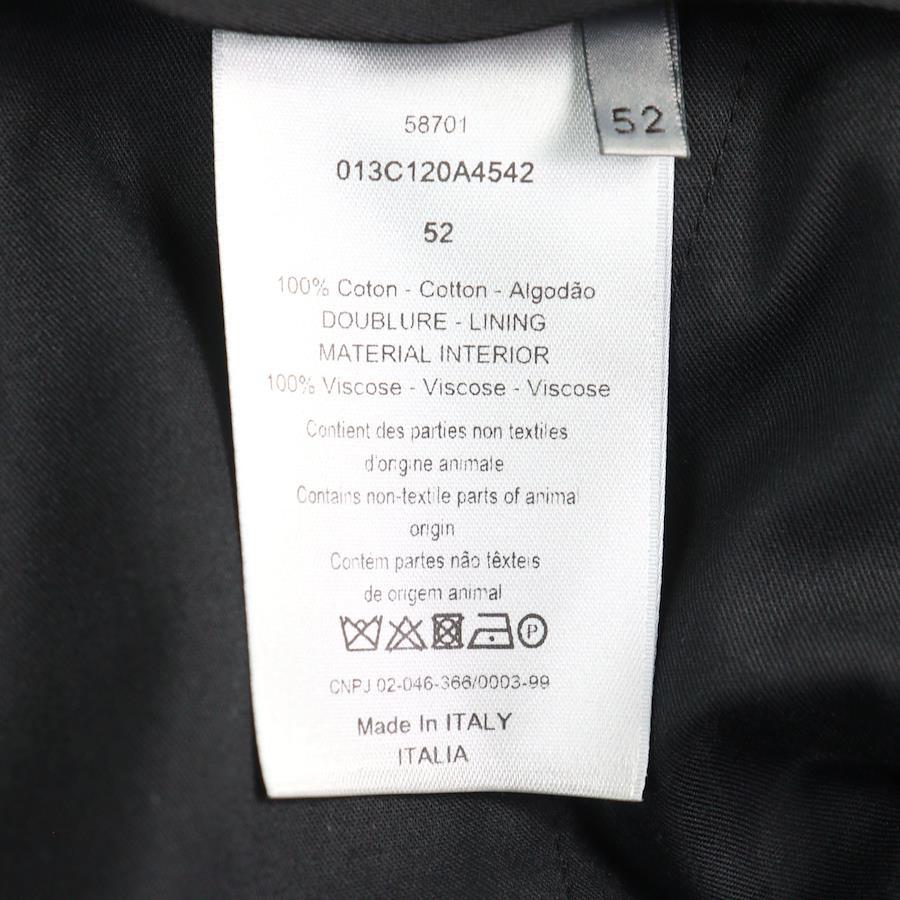 52
58701
013C120A4542
52
100% Coton - Cotton - Algodão
DOUBLURE - LINING
MATERIAL INTERIOR
100% Viscose - Viscose - Viscose
Contient des parties non textiles
d'origine animale
Contains non-textile parts of animal
origin
Contém partes não têxteis
de origem animal
P
CNPJ 02-046-366/0003-99
Made In ITALY
ITALIA